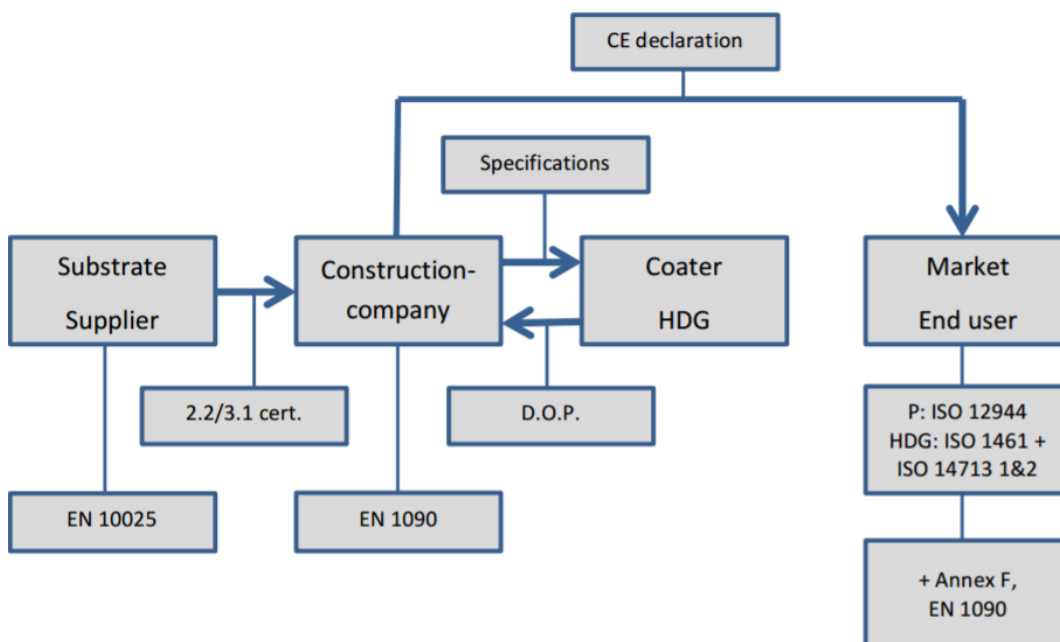 CE declaration
Specifications
Substrate
Supplier
Construction-
company
Coater
HDG
Market
End user
2.2/3.1 cert.
D.O.P.
P: ISO 12944
HDG: ISO 1461 +
ISO 14713 1&2
EN 10025
EN 1090
+ Annex F,
EN 1090